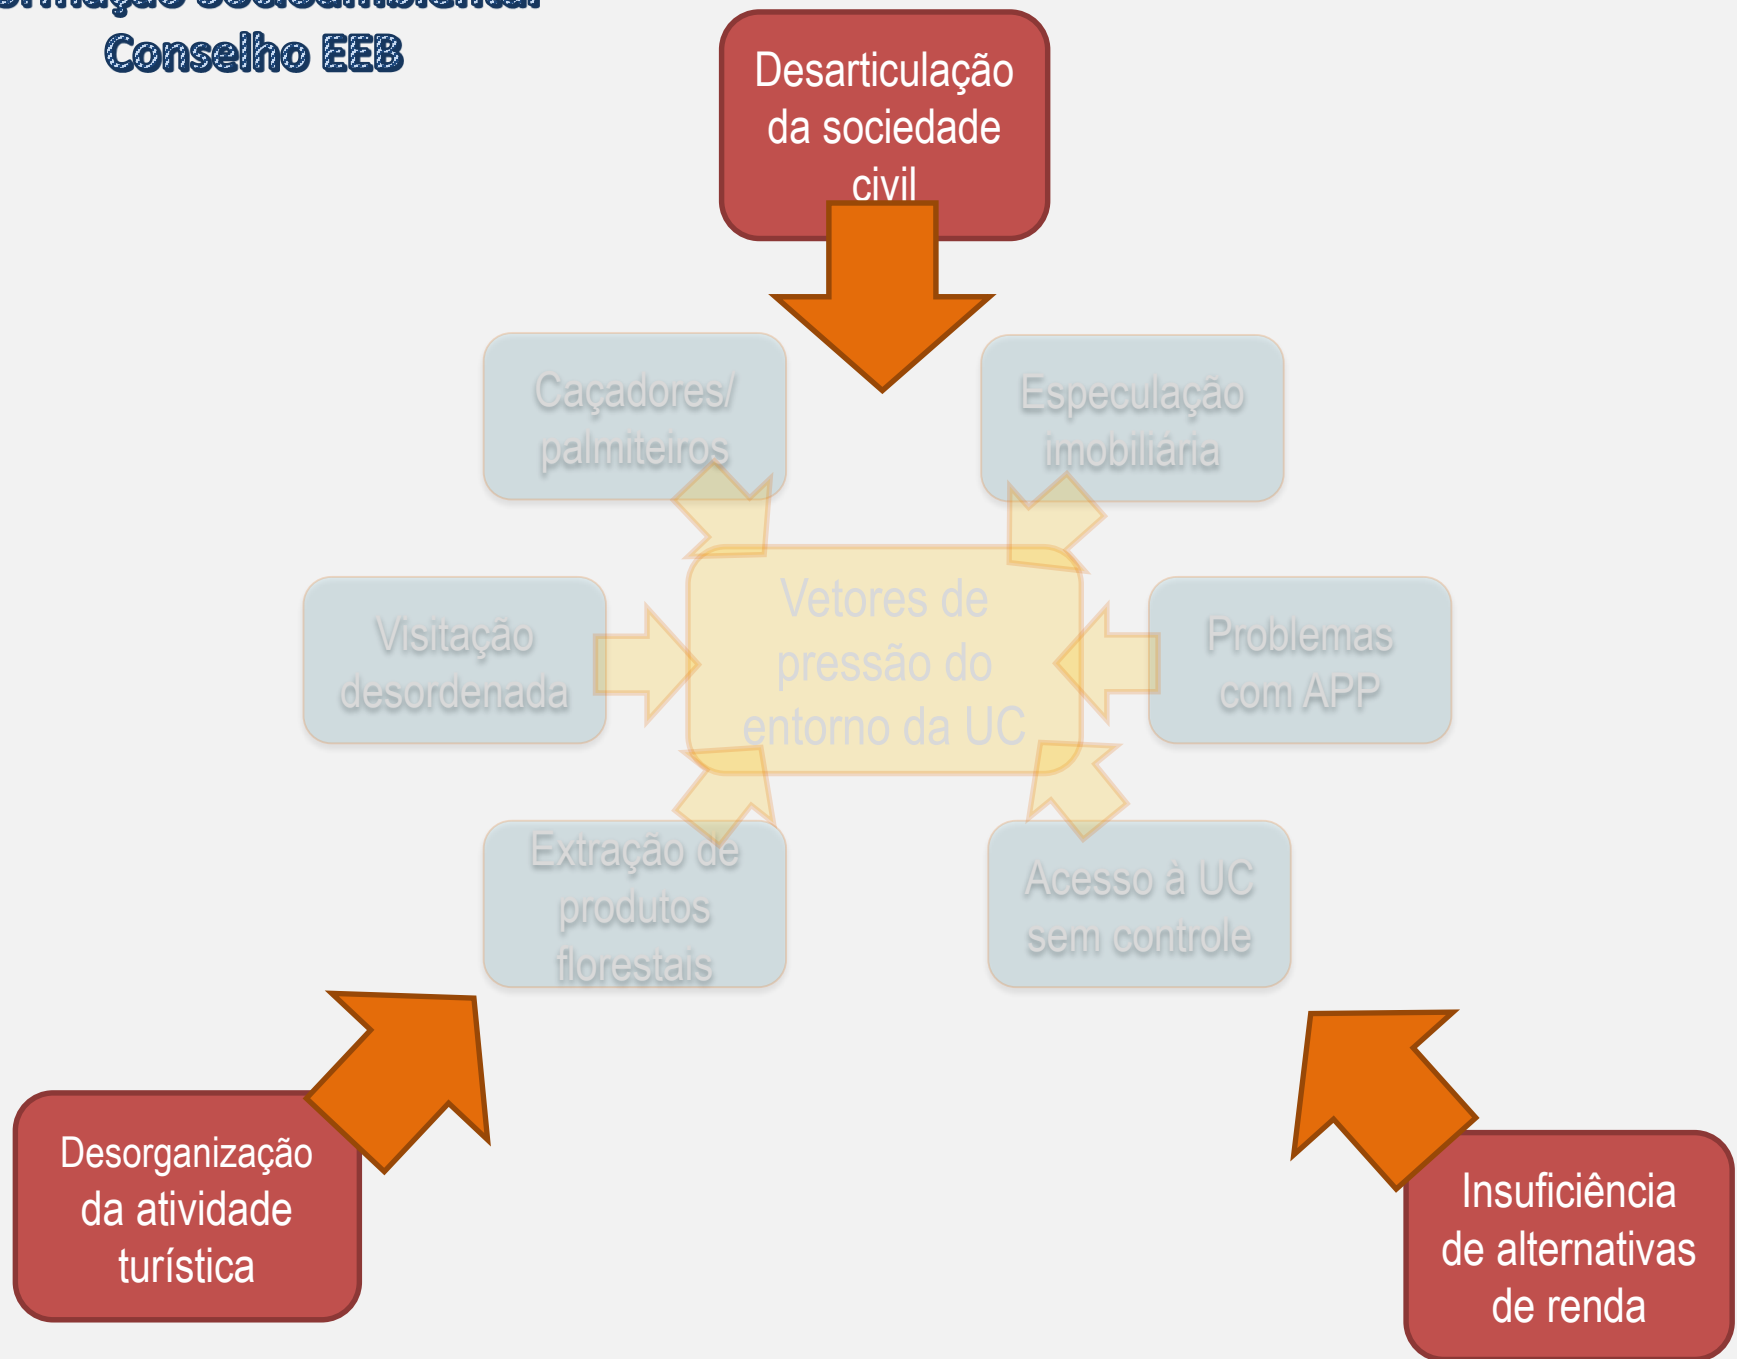 socioambiental
Conselho EEB
Desarticulação
da sociedade
civil
Caçadores/
palmiteiros
Especulação
imobiliária
Visitação
desordenada
Vetores de
pressão do
entorno da UC
Problemas
com APP
Extração de
produtos
florestais
Acesso à UC
sem controle
Desorganização
da atividade
turística
Insuficiência
de alternativas
de renda